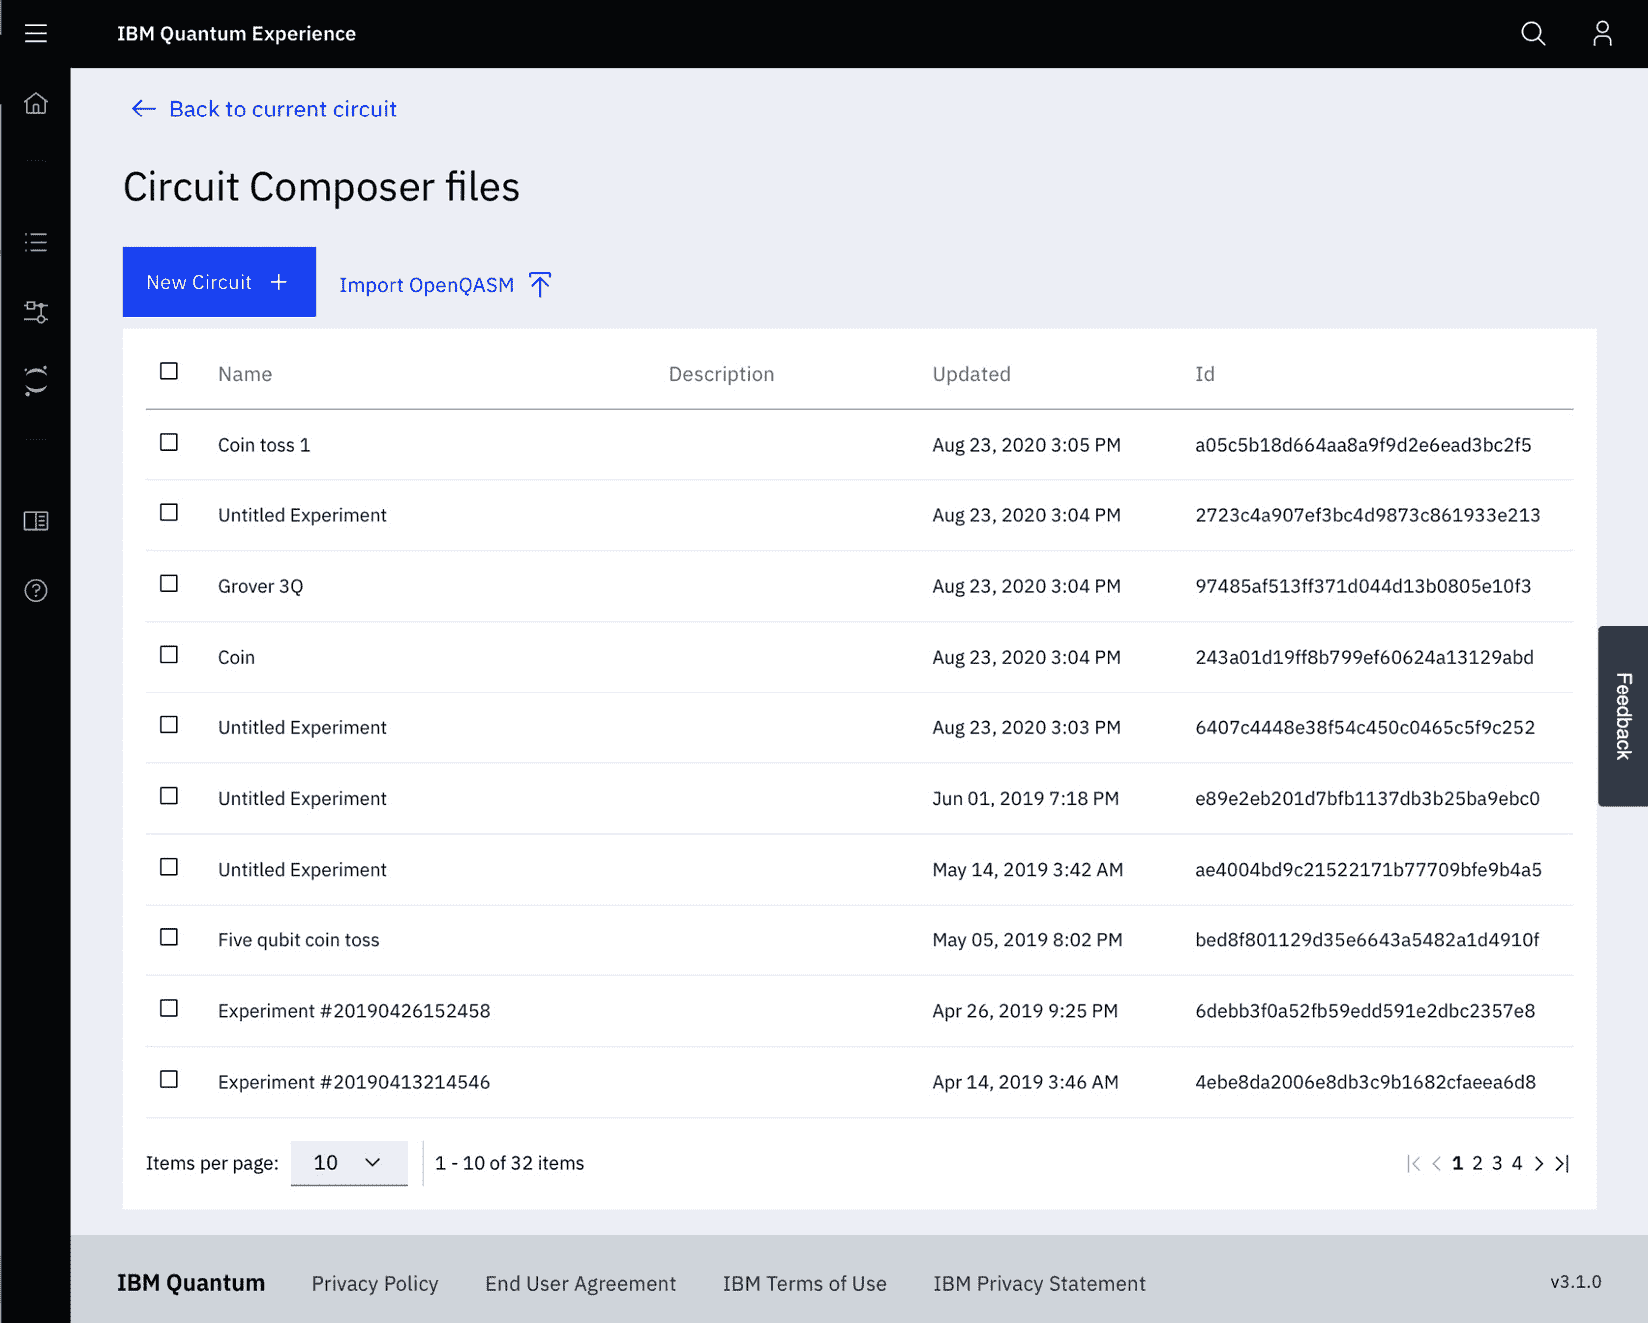 IBM Quantum Experience
Back to current circuit
Circuit Composer files
New Circuit +
Import OpenQASM
Name Description Updated Id
Coin toss 1 Aug 23, 2020 3:05 PM a05c5b18d664aa8a9f9d2e6ead3bc2f5
Untitled Experiment Aug 23, 2020 3:04 PM 2723c4a907ef3bc4d9873c861933e213
Grover 3Q Aug 23, 2020 3:04 PM 97485af513ff371d044d13b0805e10f3
Coin Aug 23, 2020 3:04 PM 243a01d19ff8b799ef60624a13129abd
Untitled Experiment Aug 23, 2020 3:03 PM 6407c4448e38f54c450c0465c5f9c252
Untitled Experiment Jun 01, 2019 7:18 PM e89e2eb201d7bfb1137db3b25ba9ebc0
Untitled Experiment May 14, 2019 3:42 AM ae4004bd9c21522171b77709bfe9b4a5
Five qubit coin toss May 05, 2019 8:02 PM bed8f801129d35e6643a5482a1d4910f
Experiment #20190426152458 Apr 26, 2019 9:25 PM 6debb3f0a52fb59edd591e2dbc2357e8
Experiment #20190413214546 Apr 14, 2019 3:46 AM 4ebe8da2006e8db3c9b1682cfaeea6d8
Feedback
Items per page: 10 1 - 10 of 32 items 1 2 3 4
IBM Quantum Privacy Policy End User Agreement IBM Terms of Use IBM Privacy Statement v3.1.0